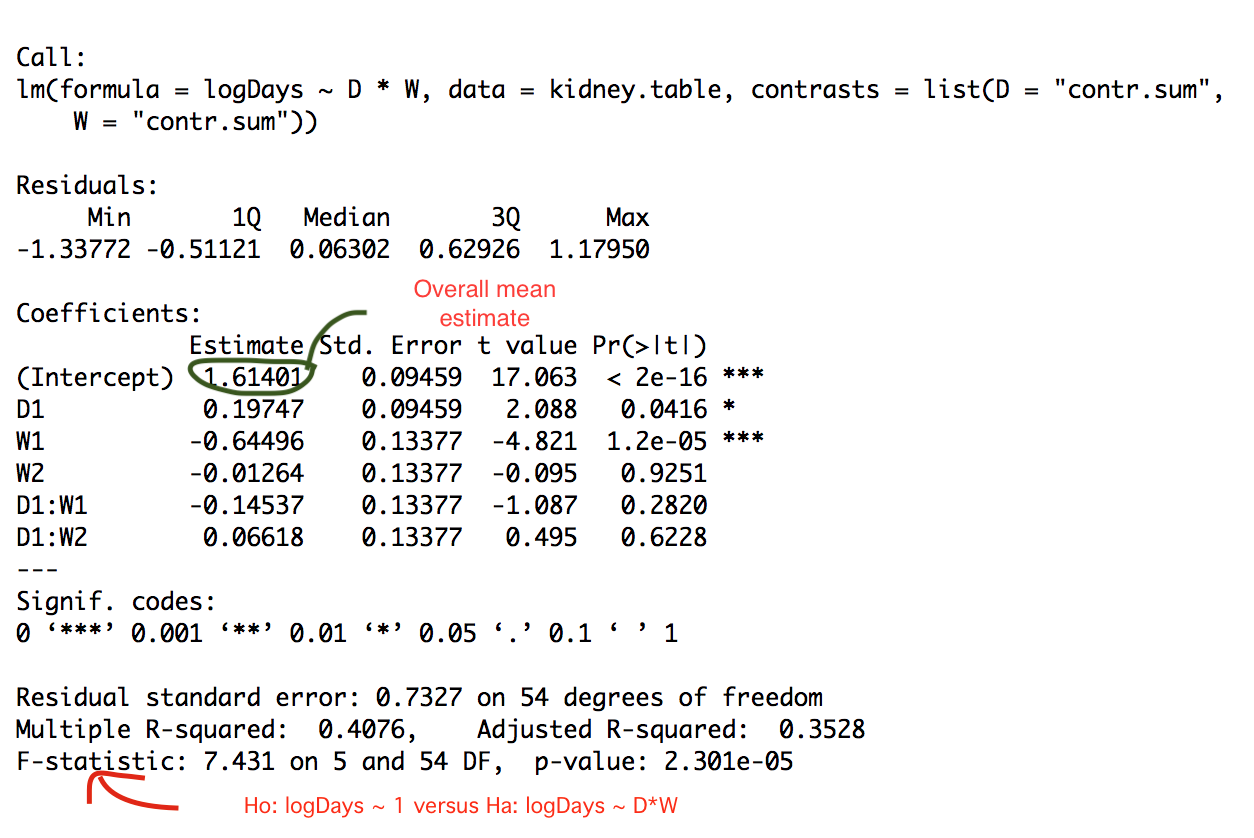 Call:
lm(formula = logDays ~ D * W, data = kidney.table, contrasts = list(D = "contr.sum",
    W = "contr.sum"))
Residuals:
     Min       1Q   Median       3Q      Max
-1.33772 -0.51121  0.06302  0.62926  1.17950
Overall mean
estimate
Coefficients:
            Estimate Std. Error t value Pr(>|t|)
(Intercept)  1.61401    0.09459  17.063  < 2e-16 ***
D1           0.19747    0.09459   2.088   0.0416 *
W1          -0.64496    0.13377  -4.821  1.2e-05 ***
W2          -0.01264    0.13377  -0.095   0.9251
D1:W1       -0.14537    0.13377  -1.087   0.2820
D1:W2        0.06618    0.13377   0.495   0.6228
---
Signif. codes:
0 ‘***’ 0.001 ‘**’ 0.01 ‘*’ 0.05 ‘.’ 0.1 ‘ ’ 1
Residual standard error: 0.7327 on 54 degrees of freedom
Multiple R-squared:  0.4076,    Adjusted R-squared:  0.3528
F-statistic: 7.431 on 5 and 54 DF,  p-value: 2.301e-05
Ho: logDays ~ 1 versus Ha: logDays ~ D*W